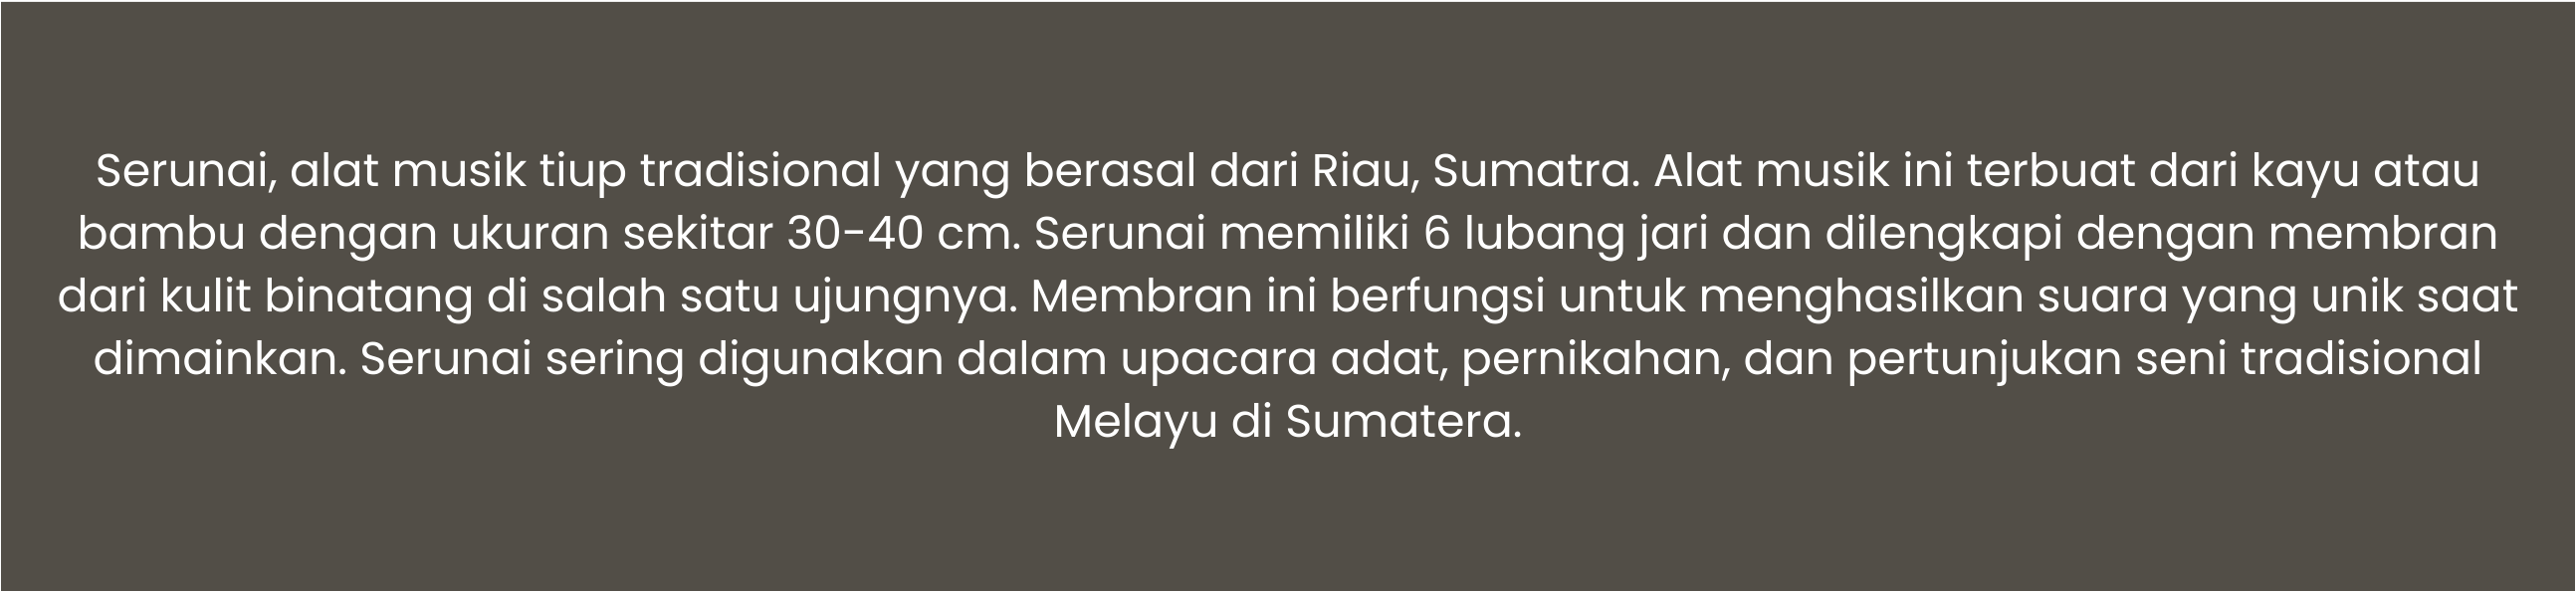 Serunai, alat musik tiup tradisional yang berasal dari Riau, Sumatra. Alat musik ini terbuat dari kayu atau
bambu dengan ukuran sekitar 30-40 cm. Serunai memiliki 6 lubang jari dan dilengkapi dengan membran
dari kulit binatang di salah satu ujungnya. Membran ini berfungsi untuk menghasilkan suara yang unik saat
dimainkan. Serunai sering digunakan dalam upacara adat, pernikahan, dan pertunjukan seni tradisional
Melayu di Sumatera.